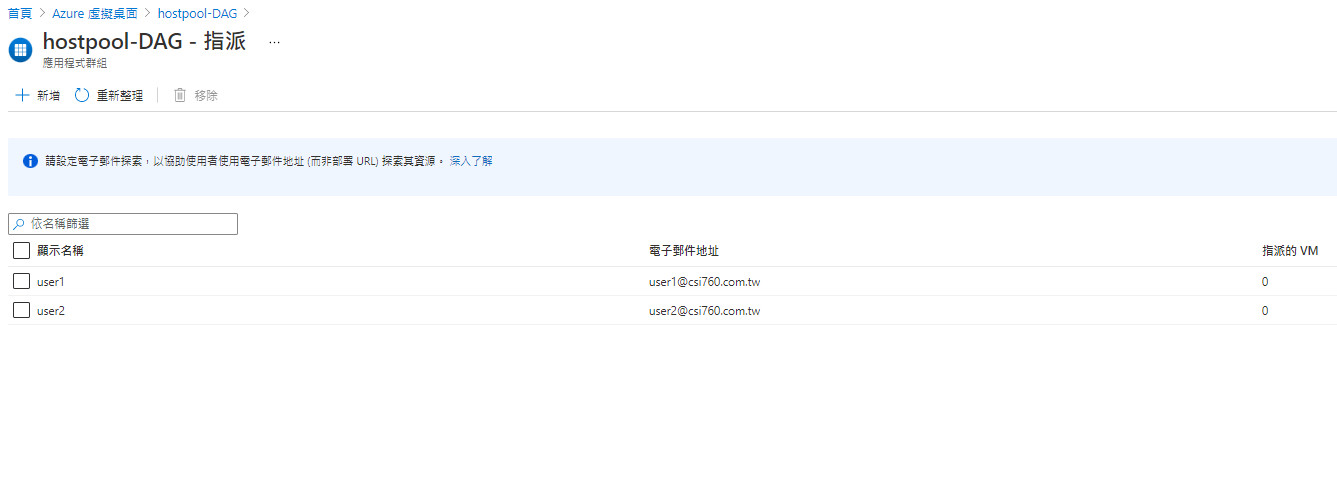 首頁 > Azure 虛擬桌面 > hostpool-DAG >
hostpool-DAG - 指派 ...
應用程式群組
新增 重新整理 移除
請設定電子郵件探索，以協助使用者使用電子郵件地址 (而非部署 URL) 探索其資源。 深入了解
依名稱篩選
顯示名稱 電子郵件地址 指派的 VM
user1 user1@csi760.com.tw 0
user2 user2@csi760.com.tw 0